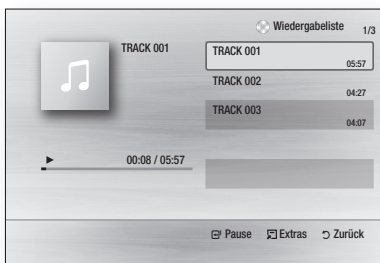 Wiedergabeliste 1/3
TRACK 001
TRACK 001
05:57
TRACK 002
04:27
TRACK 003
04:07
00:08 / 05:57
Pause Extras Zurück